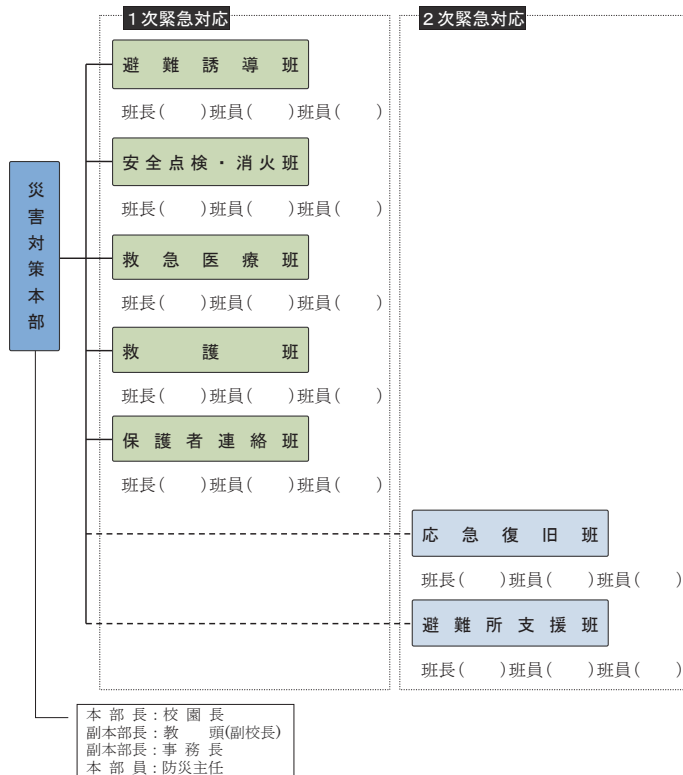 1次緊急対応
2次緊急対応
災害対策本部
避難誘導班
班長(　　)班員(　　)班員(　　)
安全点検・消火班
班長(　　)班員(　　)班員(　　)
救急医療班
班長(　　)班員(　　)班員(　　)
救護班
班長(　　)班員(　　)班員(　　)
保護者連絡班
班長(　　)班員(　　)班員(　　)
応急復旧班
班長(　　)班員(　　)班員(　　)
避難所支援班
班長(　　)班員(　　)班員(　　)
本部長：校園長
副本部長：教　頭(副校長)
副本部長：事務長
本部員：防災主任